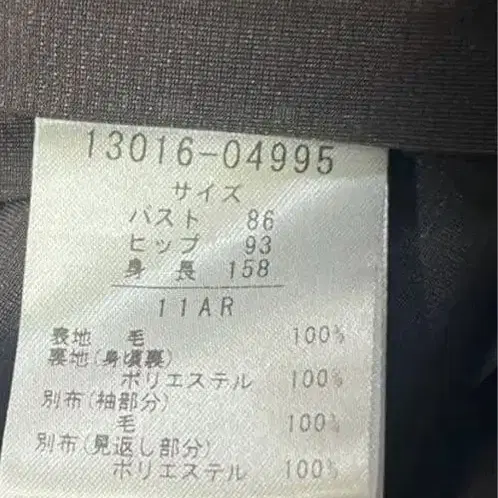 13016-04995
サイズ
バスト 86
ヒップ 93
身長 158
11AR
表地 毛 100%
裏地(身頃裏)
ポリエステル 100%
別布(袖部分)
毛 100%
別布(見返し部分)
ポリエステル 100%